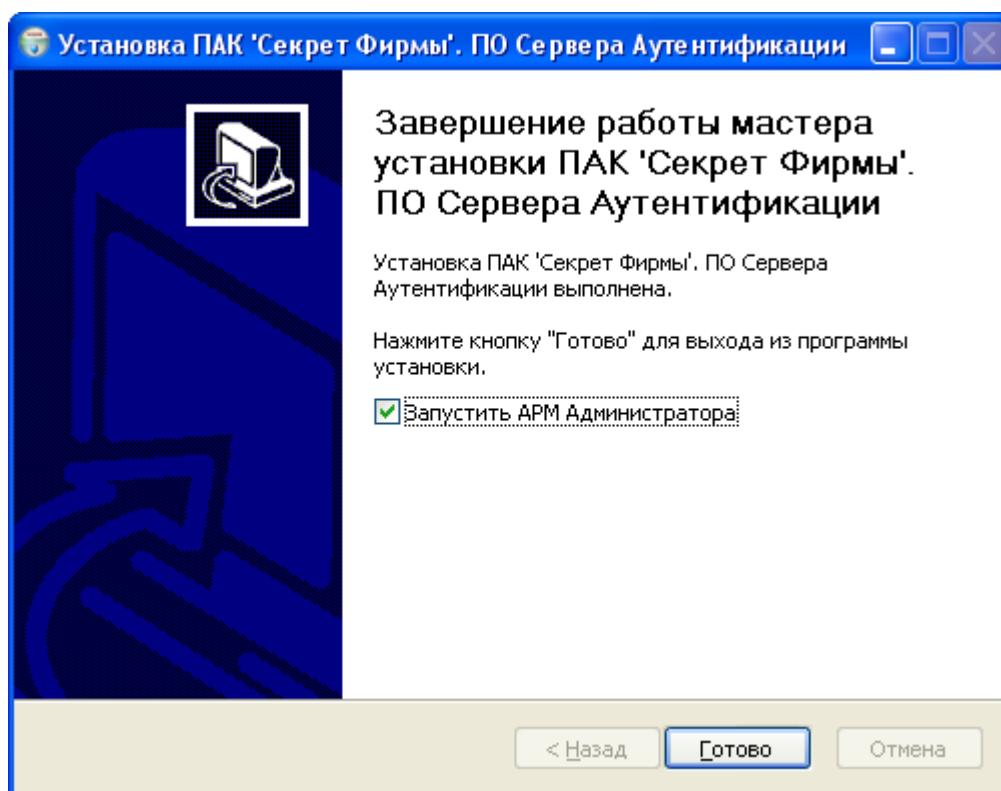 Установка ПАК 'Секрет Фирмы'. ПО Сервера Аутентификации
Завершение работы мастера
установки ПАК 'Секрет Фирмы'.
ПО Сервера Аутентификации
Установка ПАК 'Секрет Фирмы'. ПО Сервера
Аутентификации выполнена.
Нажмите кнопку "Готово" для выхода из программы
установки.
Запустить АРМ Администратора
< Назад Готово Отмена